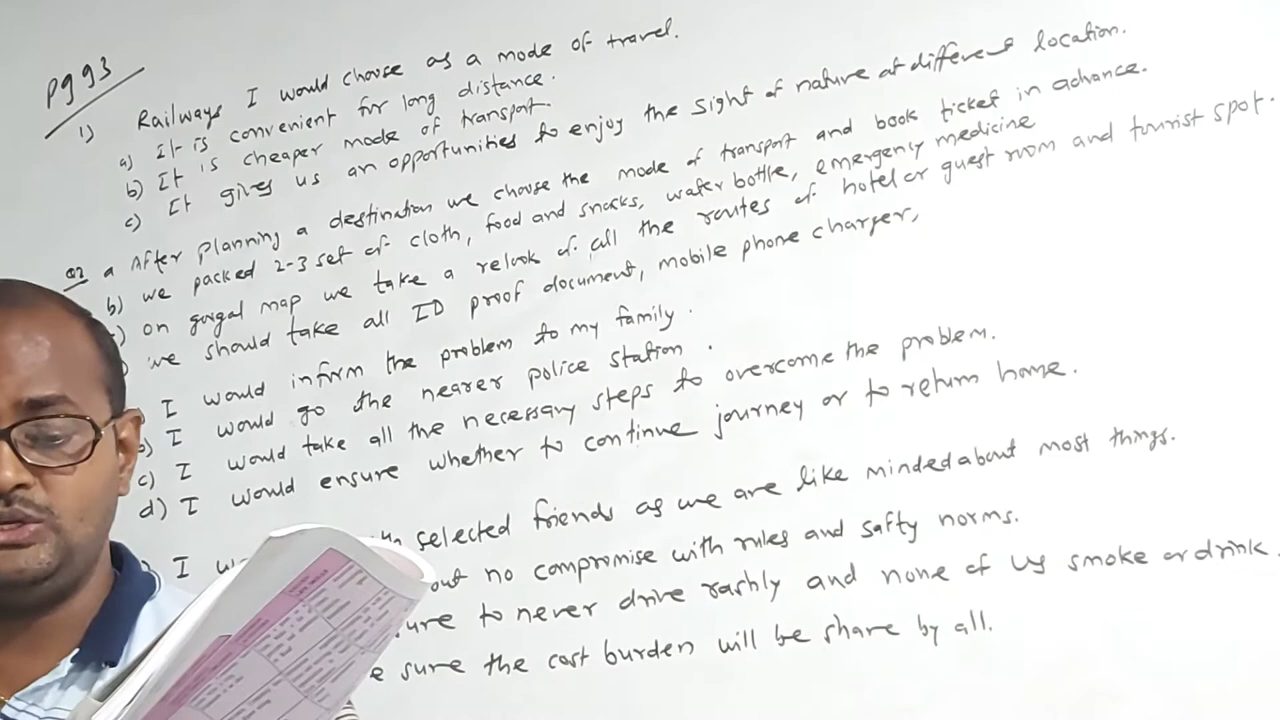 Pg 93
1) Railways I would choose as a mode of travel.
a) It is convenient for long distance.
b) It is cheaper mode of transport.
c) It gives us an opportunities to enjoy the sight of nature at different location.
Q2 a After planning a destination we choose the mode of transport and book ticket in advance.
b) we packed 2-3 set of cloth, food and snacks, water bottle, emergency medicine
) on gogal map we take a relook of all the routes of hotel or guest room and tourist spot.
) we should take all ID proof document, mobile phone charger,
) I would inform the problem to my family.
b) I would go the nearer police station.
c) I would take all the necessary steps to overcome the problem.
d) I would ensure whether to continue journey or to return home.
) I selected friends as we are like minded about most things.
out no compromise with rules and safty norms.
ure to never drive rashly and none of us smoke or drink.
e sure the cost burden will be share by all.